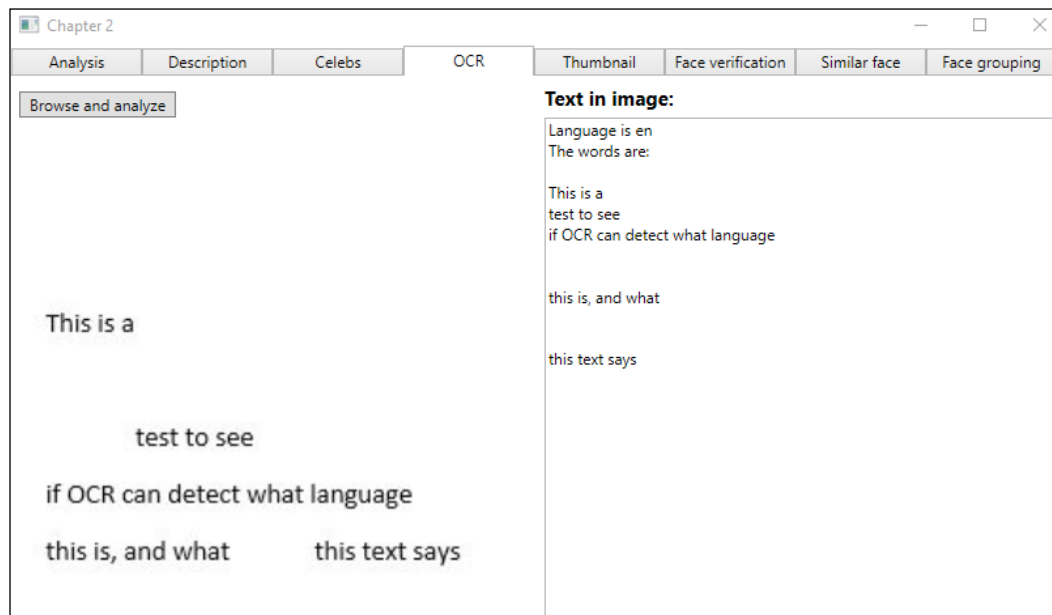 Chapter 2
Analysis Description Celebs OCR Thumbnail Face verification Similar face Face grouping
Browse and analyze
This is a
test to see
if OCR can detect what language
this is, and what this text says
Text in image:
Language is en
The words are:
This is a
test to see
if OCR can detect what language
this is, and what
this text says